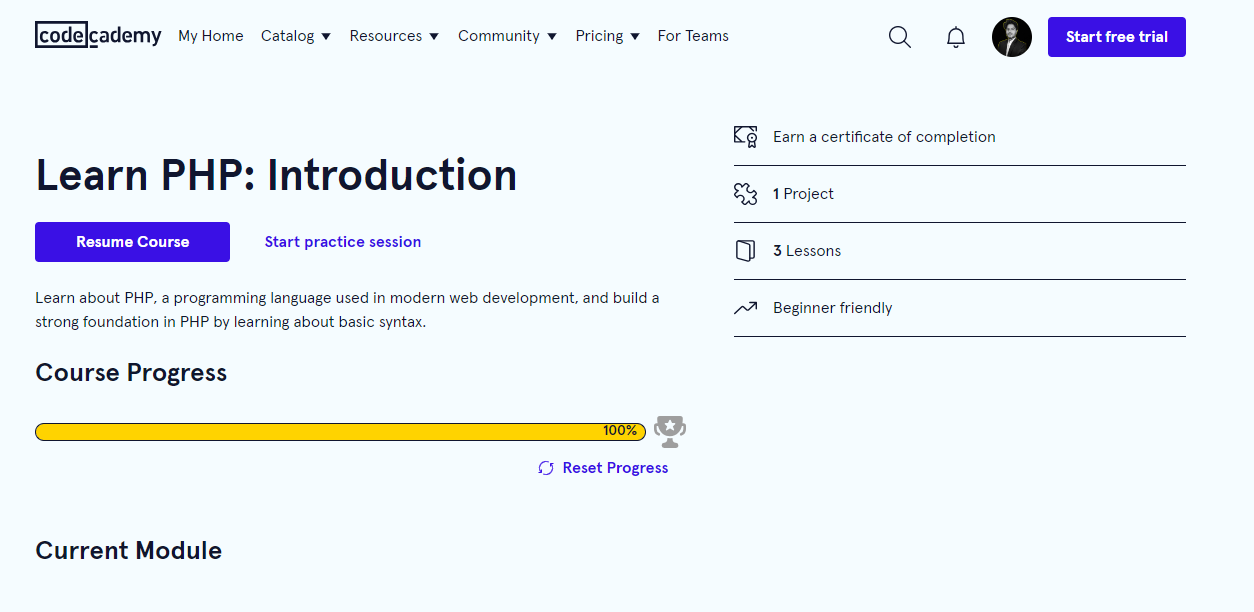 codecademy My Home Catalog Resources Community Pricing For Teams Start free trial
Learn PHP: Introduction
Resume Course Start practice session
Learn about PHP, a programming language used in modern web development, and build a
strong foundation in PHP by learning about basic syntax.
Course Progress
100%
Reset Progress
Current Module
Earn a certificate of completion
1 Project
3 Lessons
Beginner friendly